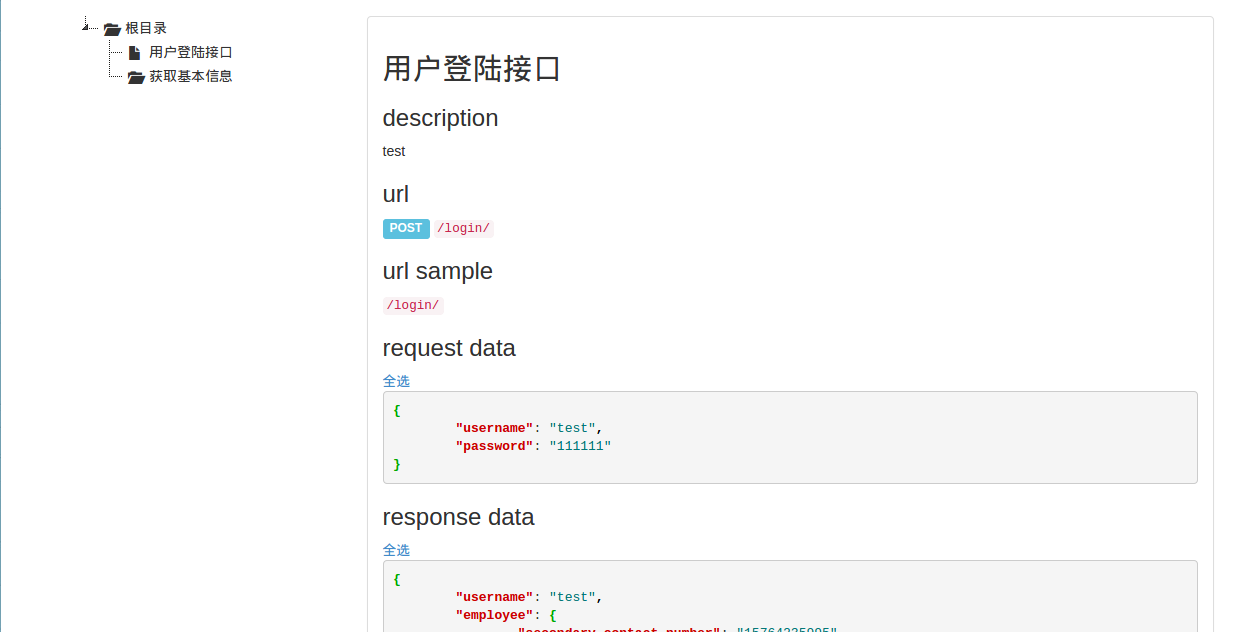 根目录
用户登陆接口
获取基本信息
用户登陆接口
description
test
url
POST /login/
url sample
/login/
request data
全选
{
"username": "test",
"password": "111111"
}
response data
全选
{
"username": "test",
"employee": {
"secondary_contact_number": "15764235995"